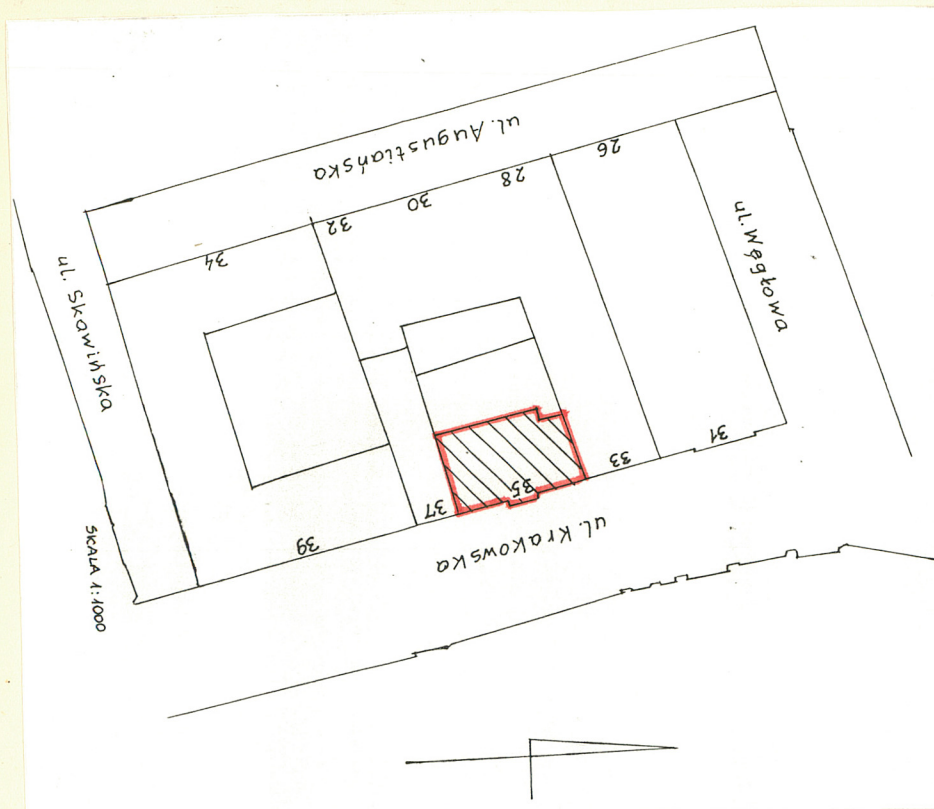 ul. Augustiańska
26
28
30
32
34
ul. Skawińska
ul. Węgłowa
31
33
35
37
39
ul. Krakowska
SKALA 1:1000